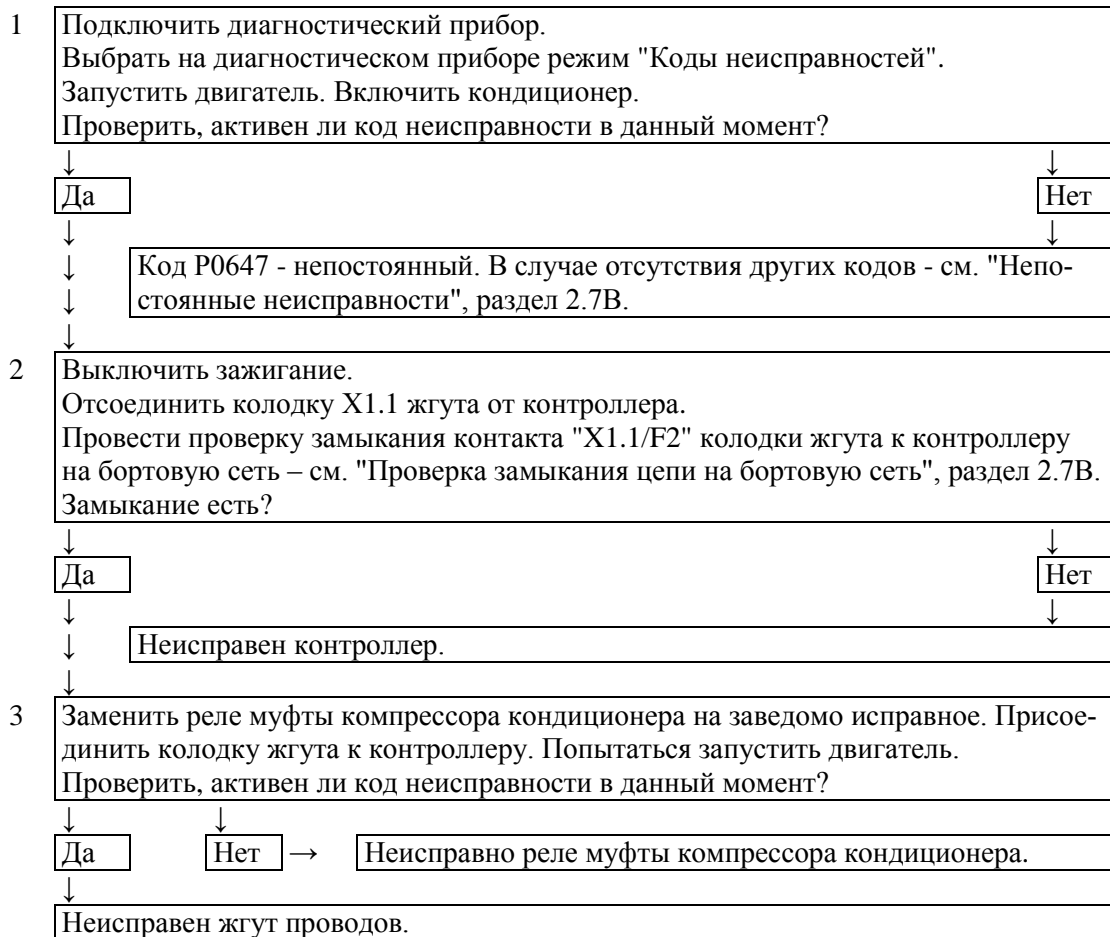 1 Подключить диагностический прибор.
Выбрать на диагностическом приборе режим "Коды неисправностей".
Запустить двигатель. Включить кондиционер.
Проверить, активен ли код неисправности в данный момент?
↓ ↓
Да Нет
↓ ↓
↓ Код P0647 - непостоянный. В случае отсутствия других кодов - см. "Непо-
↓ стоянные неисправности", раздел 2.7В.
↓
2 Выключить зажигание.
Отсоединить колодку X1.1 жгута от контроллера.
Провести проверку замыкания контакта "X1.1/F2" колодки жгута к контроллеру
на бортовую сеть – см. "Проверка замыкания цепи на бортовую сеть", раздел 2.7В.
Замыкание есть?
↓ ↓
Да Нет
↓ ↓
↓ Неисправен контроллер.
↓
3 Заменить реле муфты компрессора кондиционера на заведомо исправное. Присое-
динить колодку жгута к контроллеру. Попытаться запустить двигатель.
Проверить, активен ли код неисправности в данный момент?
↓ ↓
Да Нет → Неисправно реле муфты компрессора кондиционера.
↓
Неисправен жгут проводов.